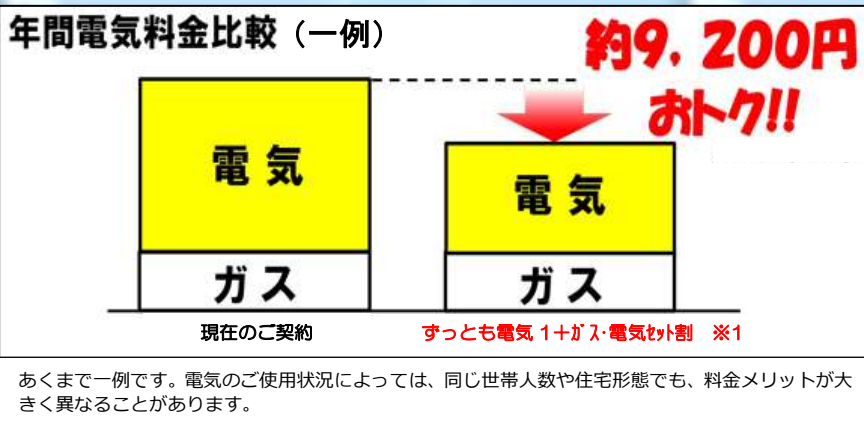 年間電気料金比較（一例）
約9，200円
おトク!!
電気
電気
ガス
ガス
現在のご契約
ずっとも電気１＋ｶﾞｽ・電気ｾｯﾄ割　※1
あくまで一例です。電気のご使用状況によっては、同じ世帯人数や住宅形態でも、料金メリットが大
きく異なることがあります。